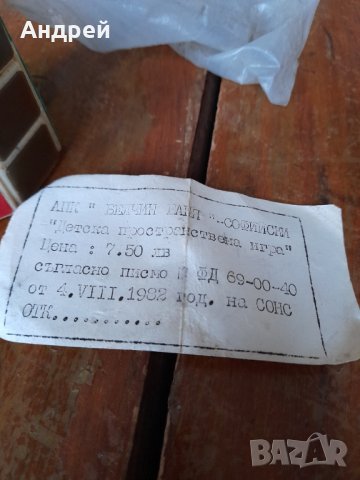 Андрей
АПК " ВЕЛЧИН ГАЙТ "-СОФИЙСКИ
"Детска пространствена игра"
Цена : 7.50 лв
съгласно писмо № ФД 69-00-40
от 4.VIII.1982 год. на СОНС
ОТК...........
BAZAR